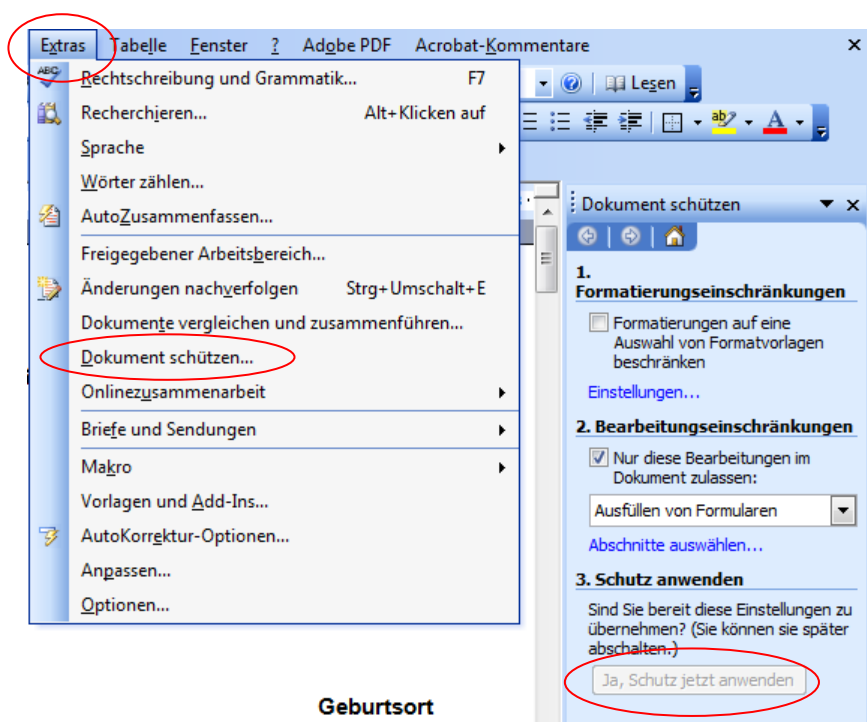 Extras Tabelle Fenster ? Adobe PDF Acrobat-Kommentare
Rechtschreibung und Grammatik... F7
Recherchieren... Alt+Klicken auf
Sprache
Wörter zählen...
AutoZusammenfassen...
Freigegebener Arbeitsbereich...
Änderungen nachverfolgen Strg+Umschalt+E
Dokumente vergleichen und zusammenführen...
Dokument schützen...
Onlinezusammenarbeit
Briefe und Sendungen
Makro
Vorlagen und Add-Ins...
AutoKorrektur-Optionen...
Anpassen...
Optionen...
Lesen
Dokument schützen
1.
Formatierungseinschränkungen
Formatierungen auf eine
Auswahl von Formatvorlagen
beschränken
Einstellungen...
2. Bearbeitungseinschränkungen
Nur diese Bearbeitungen im
Dokument zulassen:
Ausfüllen von Formularen
Abschnitte auswählen...
3. Schutz anwenden
Sind Sie bereit diese Einstellungen zu
übernehmen? (Sie können sie später
abschalten.)
Ja, Schutz jetzt anwenden
Geburtsort